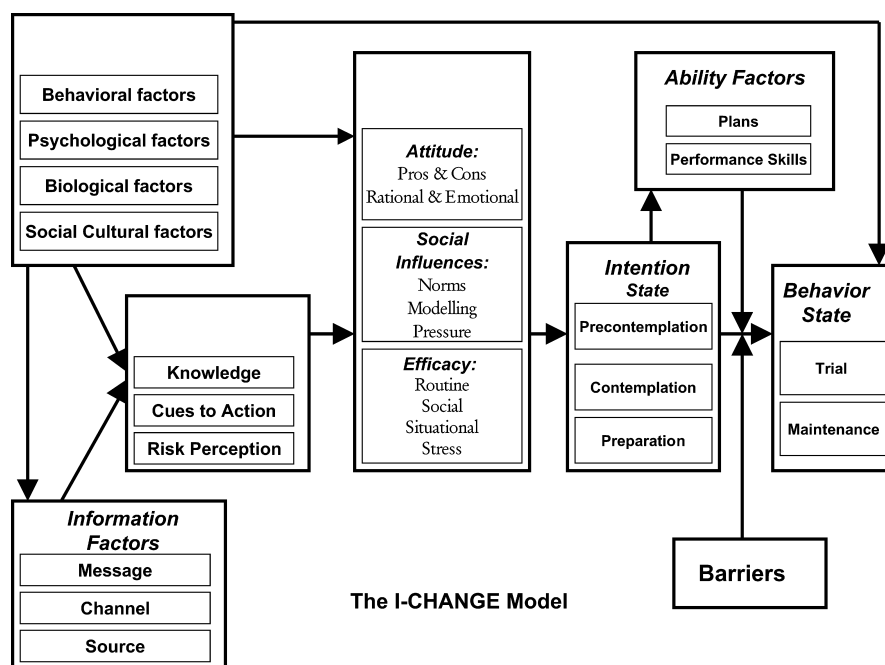 Behavioral factors
Psychological factors
Biological factors
Social Cultural factors
Knowledge
Cues to Action
Risk Perception
Information
Factors
Message
Channel
Source
Attitude:
Pros & Cons
Rational & Emotional
Social
Influences:
Norms
Modelling
Pressure
Efficacy:
Routine
Social
Situational
Stress
Intention
State
Precontemplation
Contemplation
Preparation
Ability Factors
Plans
Performance Skills
Behavior
State
Trial
Maintenance
Barriers
The I-CHANGE Model